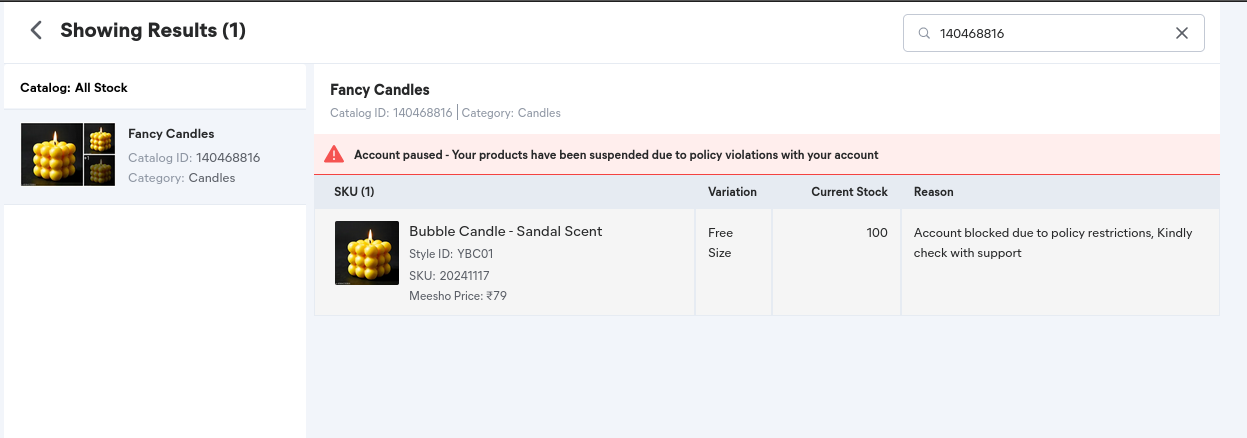 Showing Results (1)
140468816
Catalog: All Stock
Fancy Candles
Catalog ID: 140468816
Category: Candles
+1
Fancy Candles
Catalog ID: 140468816 | Category: Candles
Account paused - Your products have been suspended due to policy violations with your account
SKU (1) Variation Current Stock Reason
Bubble Candle - Sandal Scent
Style ID: YBC01
SKU: 20241117
Meesho Price: ₹79
Free
Size
100
Account blocked due to policy restrictions, Kindly
check with support